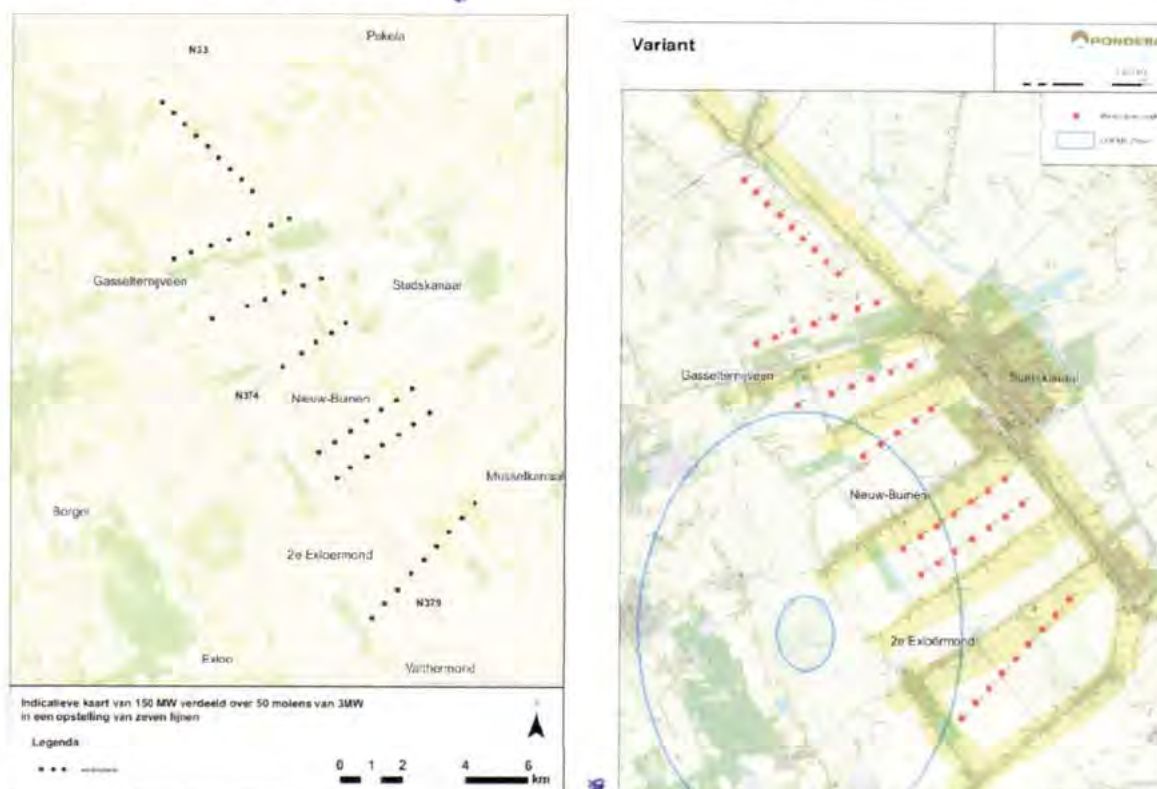 Pekela
N33
Gasselternijveen
Stadskanaal
N374
Nieuw-Buinen
Musselkanaal
Borger
2e Exloermond
N379
Exloo
Valthermond
Indicatieve kaart van 150 MW verdeeld over 50 molens van 3MW
in een opstelling van zeven lijnen
Legenda
0 1 2 4 6
km
Variant
PONDERA
Gasselternijveen
Stadskanaal
Nieuw-Buinen
2e Exloërmond